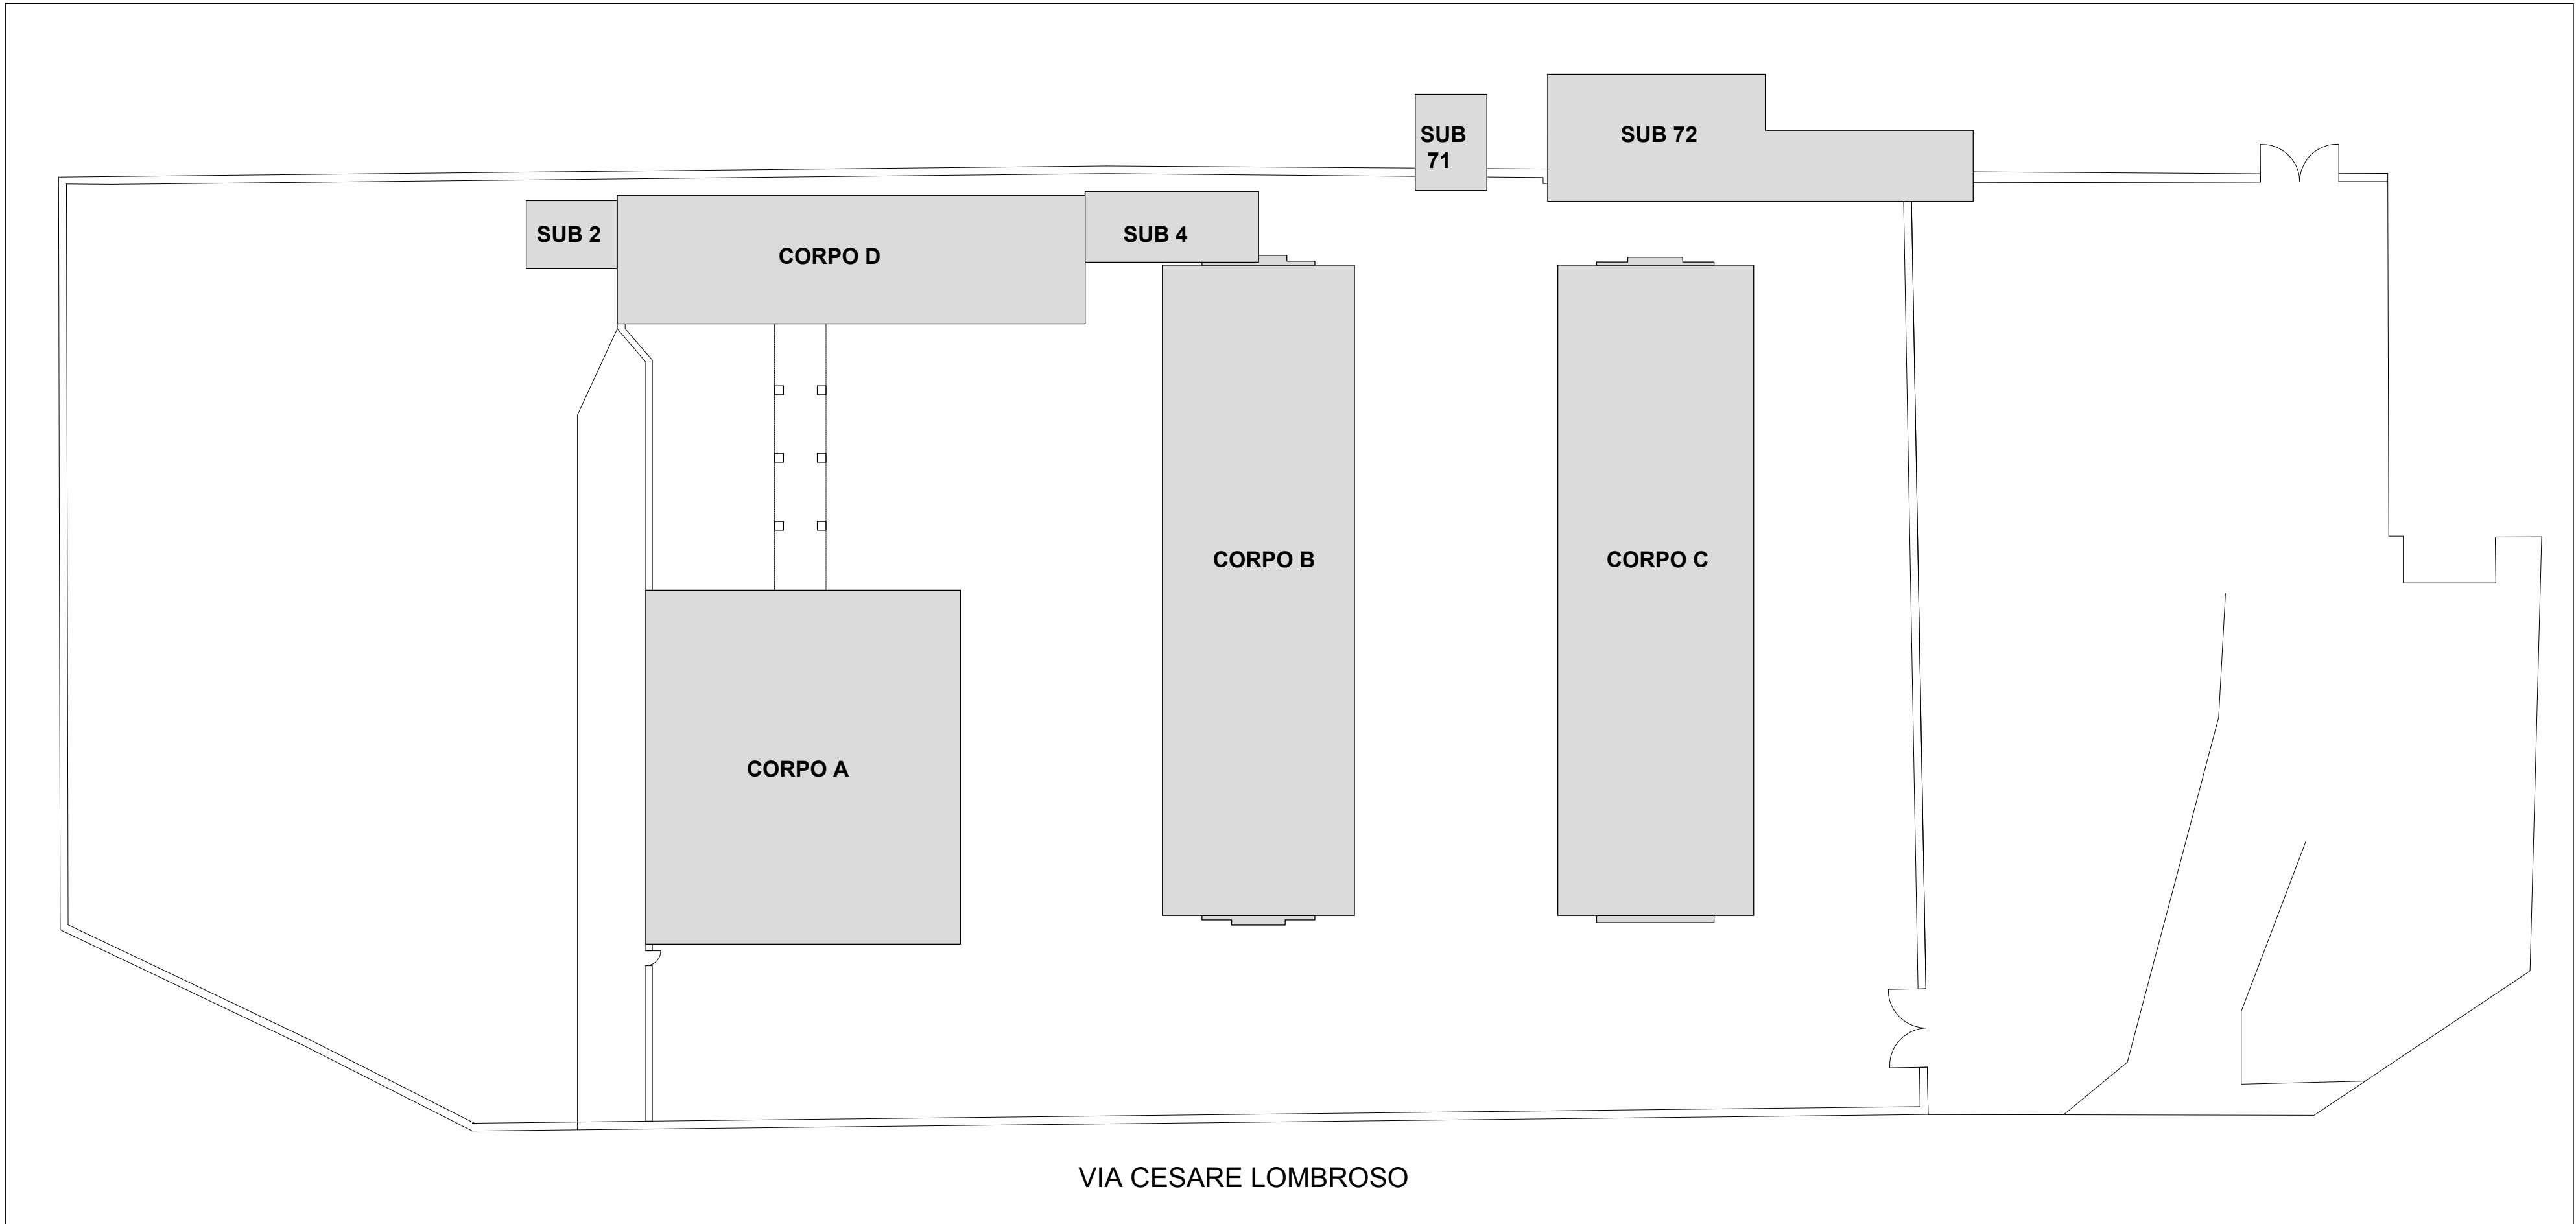 SUB
71
SUB 72
SUB 2
CORPO D
SUB 4
CORPO B
CORPO C
CORPO A
VIA CESARE LOMBROSO